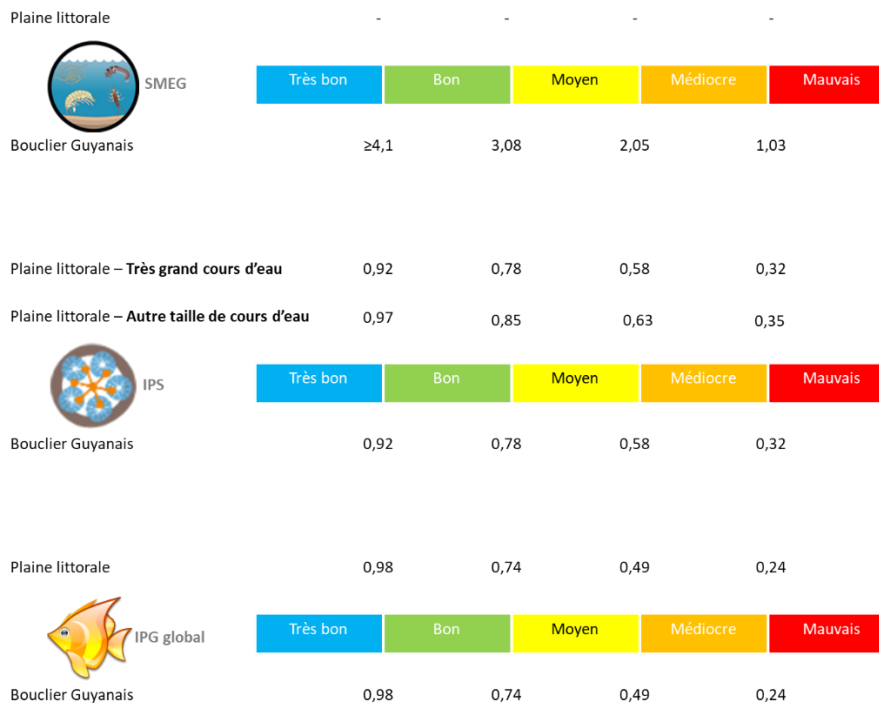 Plaine littorale - - - -
SMEG Très bon Bon Moyen Médiocre Mauvais
Bouclier Guyanais ≥4,1 3,08 2,05 1,03
Plaine littorale – Très grand cours d’eau 0,92 0,78 0,58 0,32
Plaine littorale – Autre taille de cours d’eau 0,97 0,85 0,63 0,35
IPS Très bon Bon Moyen Médiocre Mauvais
Bouclier Guyanais 0,92 0,78 0,58 0,32
Plaine littorale 0,98 0,74 0,49 0,24
IPG global Très bon Bon Moyen Médiocre Mauvais
Bouclier Guyanais 0,98 0,74 0,49 0,24